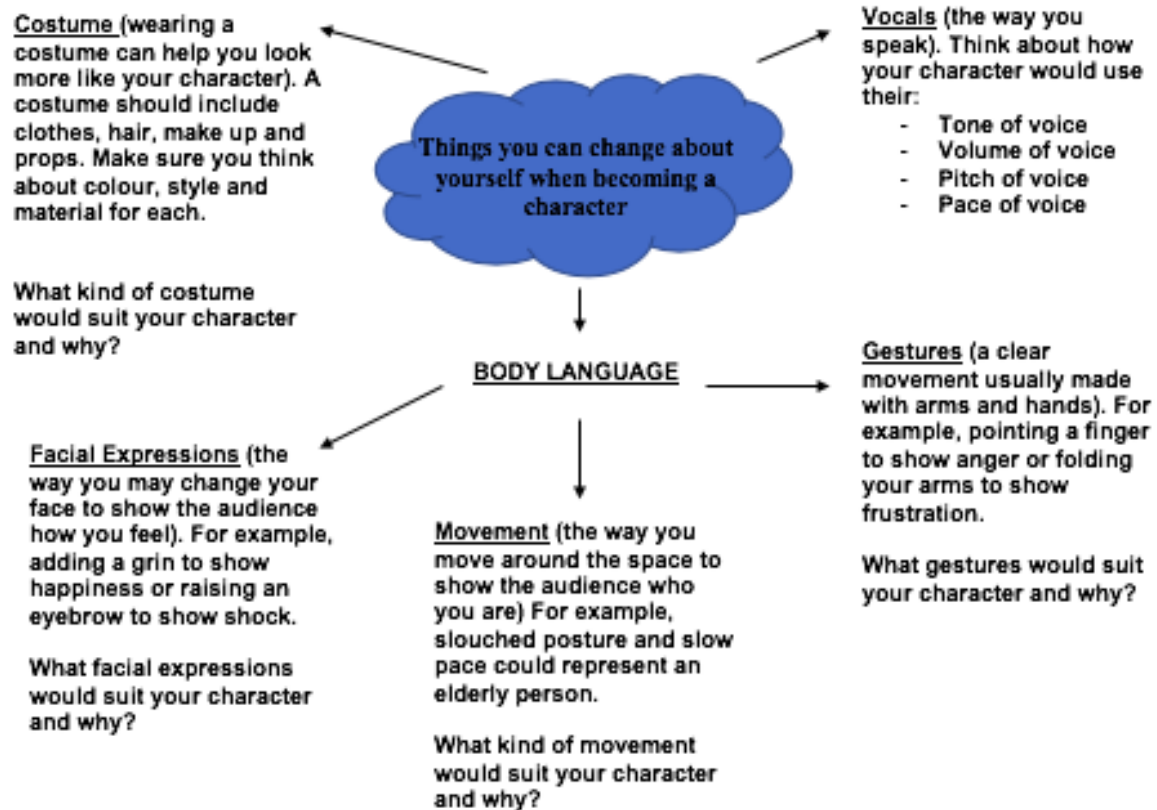 Things you can change about
yourself when becoming a
character
Costume (wearing a
costume can help you look
more like your character). A
costume should include
clothes, hair, make up and
props. Make sure you think
about colour, style and
material for each.
What kind of costume
would suit your character
and why?
Vocals (the way you
speak). Think about how
your character would use
their:
- Tone of voice
- Volume of voice
- Pitch of voice
- Pace of voice
BODY LANGUAGE
Facial Expressions (the
way you may change your
face to show the audience
how you feel). For example,
adding a grin to show
happiness or raising an
eyebrow to show shock.
What facial expressions
would suit your character
and why?
Movement (the way you
move around the space to
show the audience who
you are) For example,
slouched posture and slow
pace could represent an
elderly person.
What kind of movement
would suit your character
and why?
Gestures (a clear
movement usually made
with arms and hands). For
example, pointing a finger
to show anger or folding
your arms to show
frustration.
What gestures would suit
your character and why?